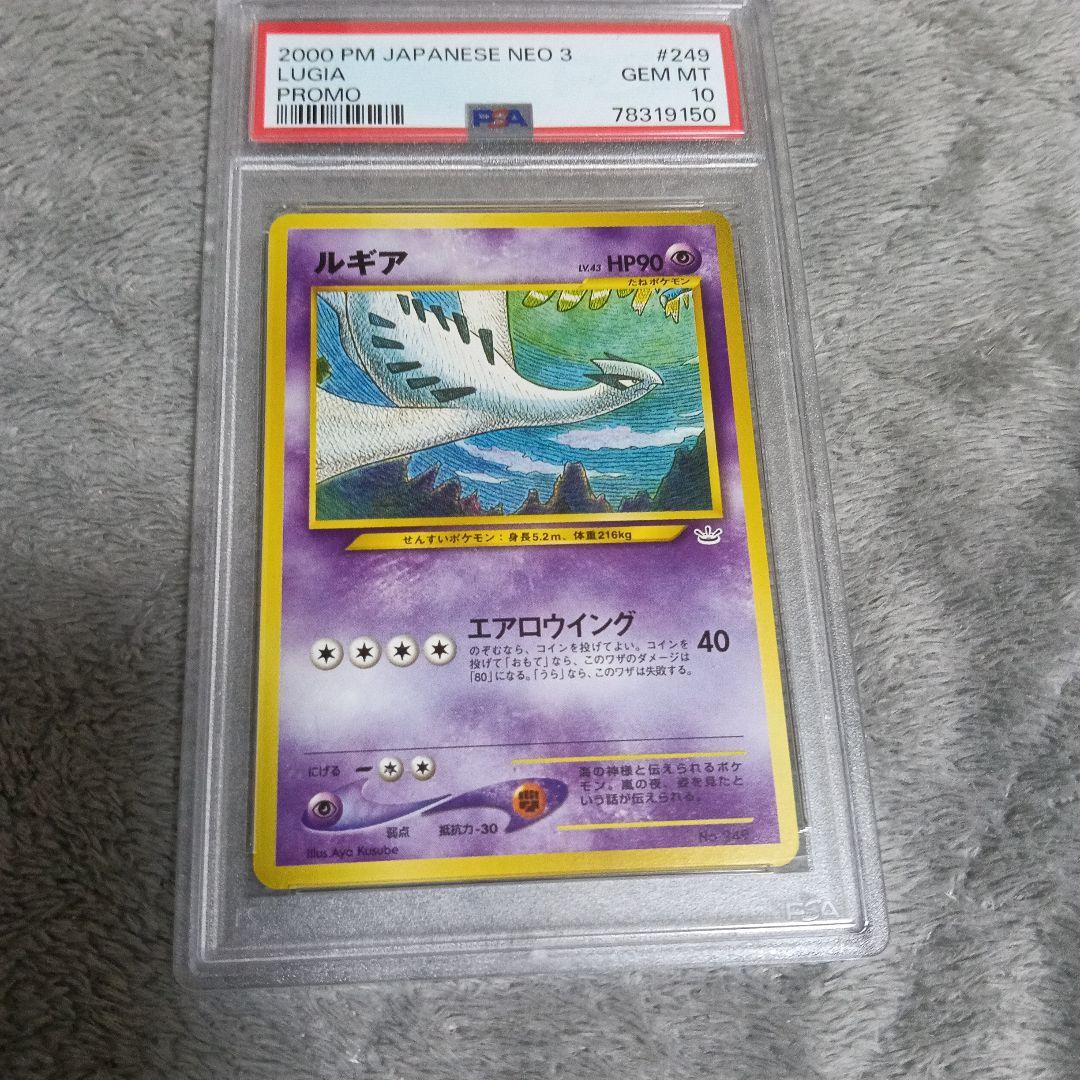 2000 PM JAPANESE NEO 3 #249
LUGIA GEM MT
PROMO 10
PSA 78319150
ルギア LV.43 HP90
たねポケモン
せんすいポケモン：身長5.2m、体重216kg
エアロウイング 40
のぞむなら、コインを投げてよい。コインを
投げて「おもて」なら、このワザのダメージは
「80」になる。「うら」なら、このワザは失敗する。
にげる
弱点 抵抗力-30
海の神様と伝えられるポケ
モン。嵐の夜、姿を見たと
いう話が伝えられる。
No.249
Illus.Aya Kusube
PSA